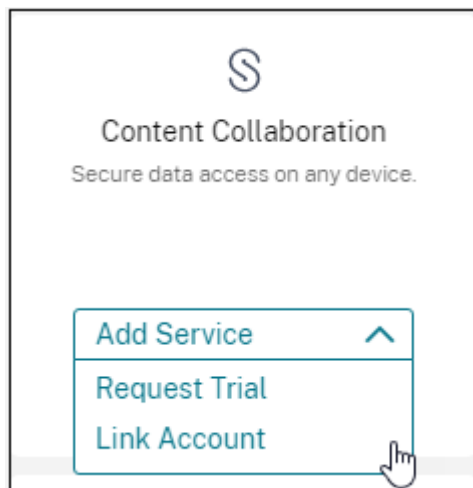 Content Collaboration
Secure data access on any device.
Add Service
Request Trial
Link Account